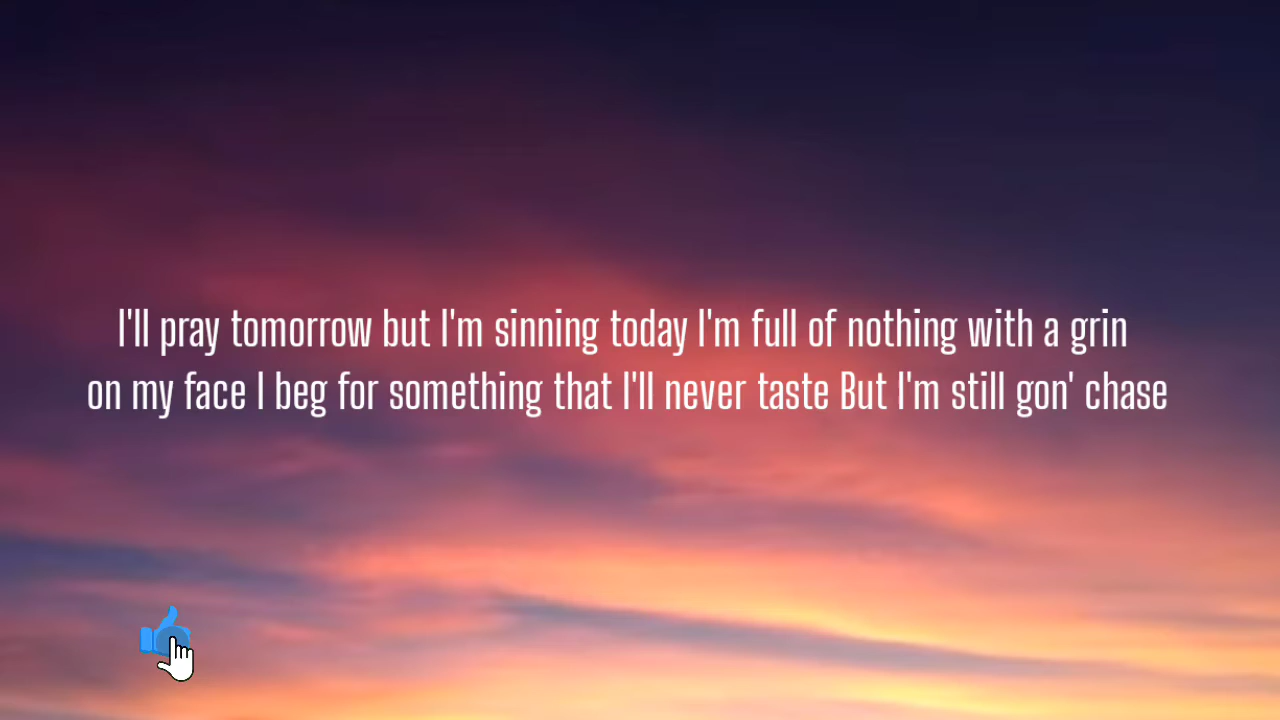 I'll pray tomorrow but I'm sinning today I'm full of nothing with a grin
on my face I beg for something that I'll never taste But I'm still gon' chase